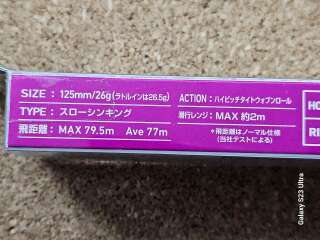 SIZE : 125mm/26g(ラトルインは26.5g)
TYPE : スローシンキング
飛距離 : MAX 79.5m Ave 77m
ACTION : ハイピッチタイトウォブンロール
潜行レンジ : MAX 約2m
*飛距離はノーマル仕様
(当社テストによる)
HO
RI
Galaxy S23 Ultra